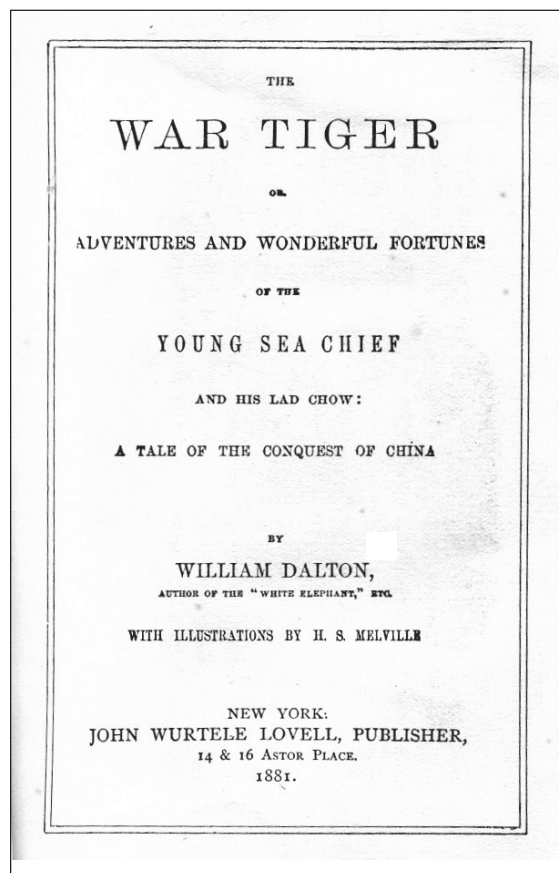 THE
WAR TIGER
OR,
ADVENTURES AND WONDERFUL FORTUNES
OF THE
YOUNG SEA CHIEF
AND HIS LAD CHOW:
A TALE OF THE CONQUEST OF CHINA
BY
WILLIAM DALTON,
AUTHOR OF THE "WHITE ELEPHANT," ETC.
WITH ILLUSTRATIONS BY H. S. MELVILLE
NEW YORK:
JOHN WURTELE LOVELL, PUBLISHER,
14 & 16 ASTOR PLACE.
1881.